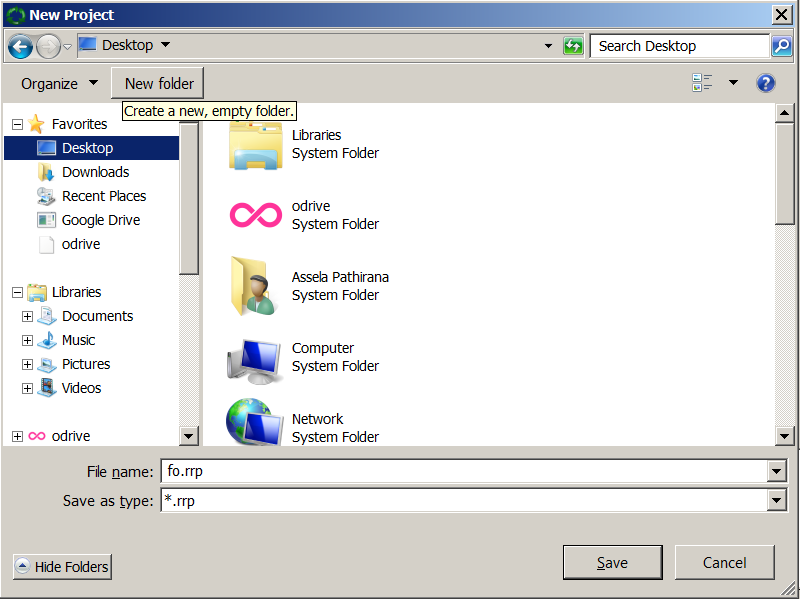 New Project
Desktop
Search Desktop
Organize
New folder
Create a new, empty folder.
Favorites
Desktop
Downloads
Recent Places
Google Drive
odrive
Libraries
Documents
Music
Pictures
Videos
odrive
Libraries
System Folder
odrive
System Folder
Assela Pathirana
System Folder
Computer
System Folder
Network
System Folder
File name: fo.rrp
Save as type: *.rrp
Hide Folders
Save
Cancel